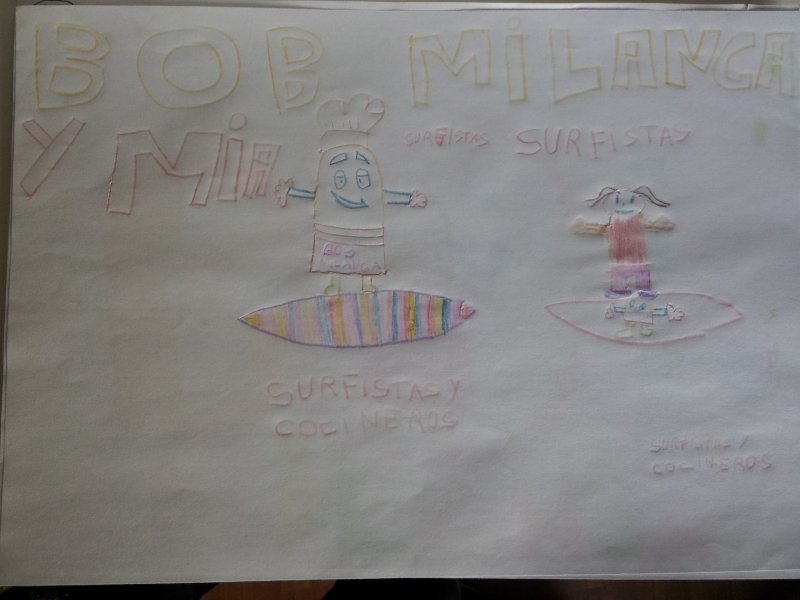 BOB MILANGA
Y MIA
SURFISTAS SURFISTAS
BOB
MILANGA
SURFISTAS Y
COCINEROS
SURFISTAS Y
COCINEROS